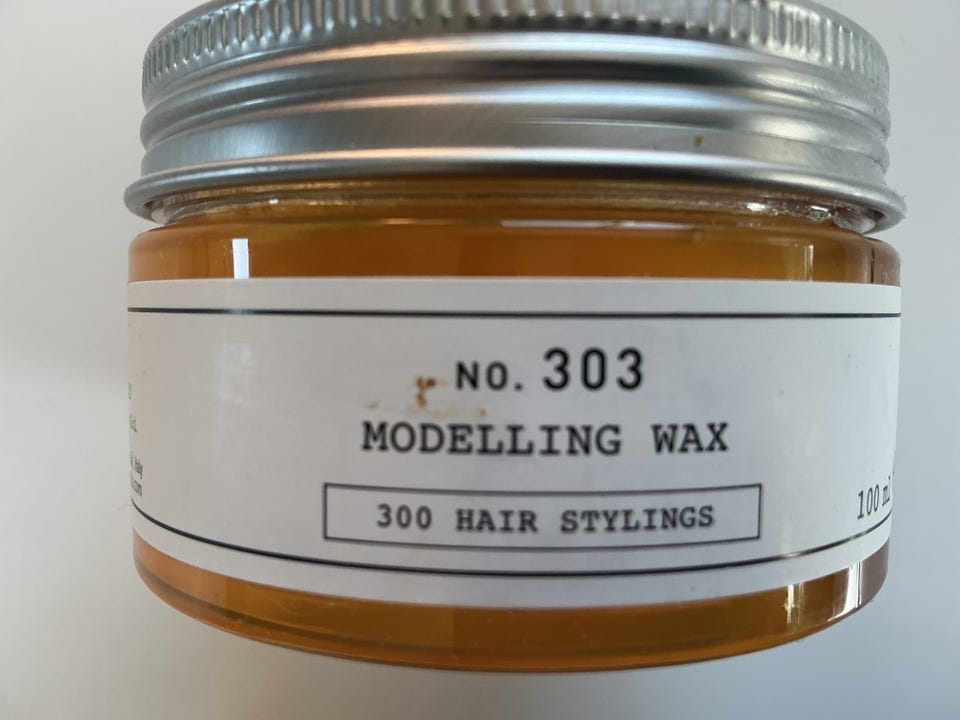 NO. 303
MODELLING WAX
300 HAIR STYLINGS
100 ml